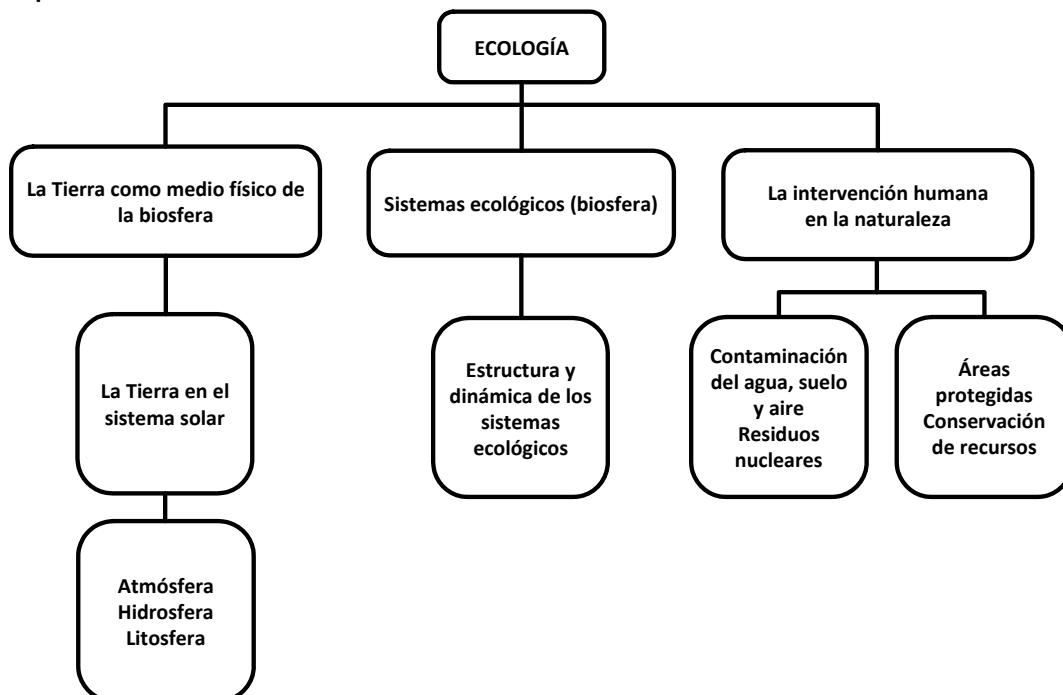 ECOLOGÍA
La Tierra como medio físico de
la biosfera
Sistemas ecológicos (biosfera)
La intervención humana
en la naturaleza
La Tierra en el
sistema solar
Estructura y
dinámica de los
sistemas
ecológicos
Contaminación
del agua, suelo
y aire
Residuos
nucleares
Áreas
protegidas
Conservación
de recursos
Atmósfera
Hidrosfera
Litosfera